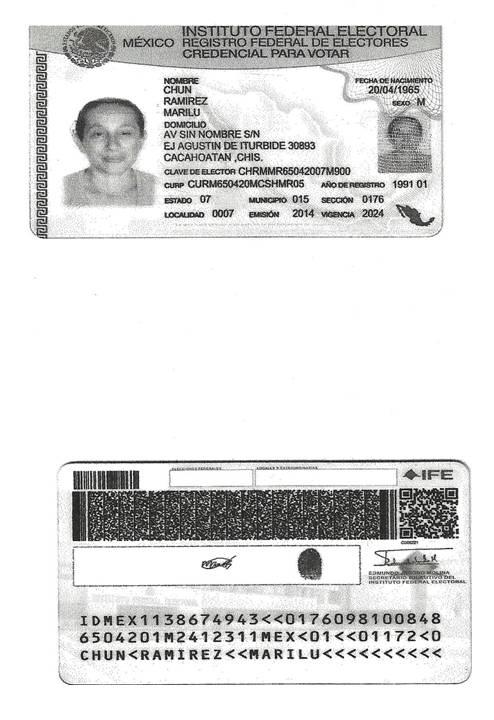 INSTITUTO FEDERAL ELECTORAL
MÉXICO REGISTRO FEDERAL DE ELECTORES
CREDENCIAL PARA VOTAR
NOMBRE
CHUN
RAMIREZ
MARILU
FECHA DE NACIMIENTO
20/04/1965
SEXO M
DOMICILIO
AV SIN NOMBRE S/N
EJ AGUSTIN DE ITURBIDE 30893
CACAHOATAN ,CHIS.
CLAVE DE ELECTOR CHRMMR65042007M900
CURP CURM650420MCSHMR05 AÑO DE REGISTRO 1991 01
ESTADO 07 MUNICIPIO 015 SECCIÓN 0176
LOCALIDAD 0007 EMISIÓN 2014 VIGENCIA 2024
ELECCIONES FEDERALES LOCALES Y EXTRAORDINARIAS
IFE
EDMUNDO JACOBO MOLINA
SECRETARIO EJECUTIVO DEL
INSTITUTO FEDERAL ELECTORAL
IDMEX1138674943<<0176098100848
6504201M2412311MEX<01<<01172<0
CHUN<RAMIREZ<<MARILU<<<<<<<<<<